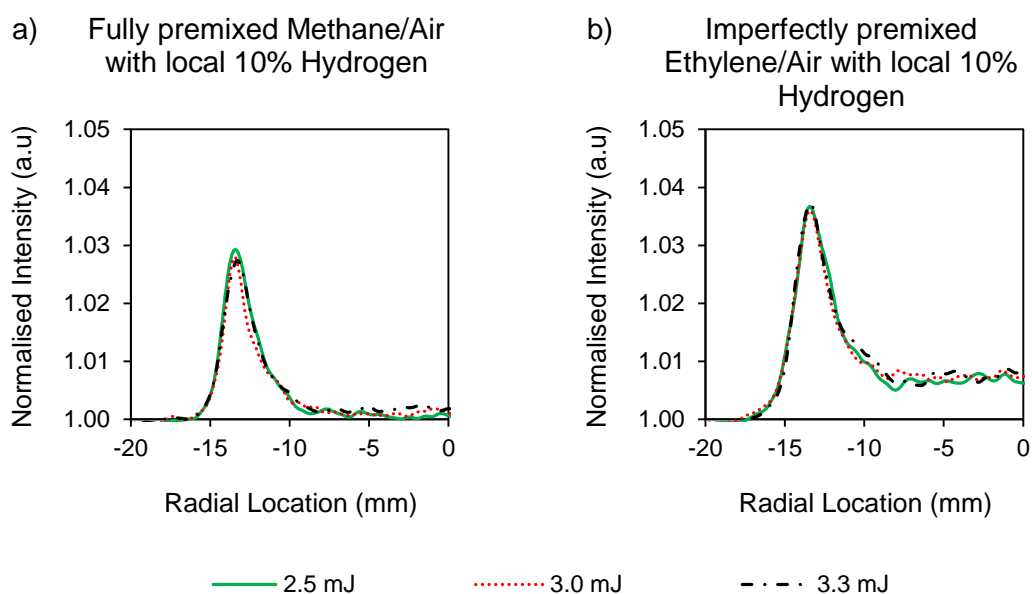 a)
Fully premixed Methane/Air
with local 10% Hydrogen
Normalised Intensity (a.u)
1.05
1.04
1.03
1.02
1.01
1.00
-20
-15
-10
-5
0
Radial Location (mm)
b)
Imperfectly premixed
Ethylene/Air with local 10%
Hydrogen
Normalised Intensity (a.u)
1.05
1.04
1.03
1.02
1.01
1.00
-20
-15
-10
-5
0
Radial Location (mm)
2.5 mJ
3.0 mJ
3.3 mJ